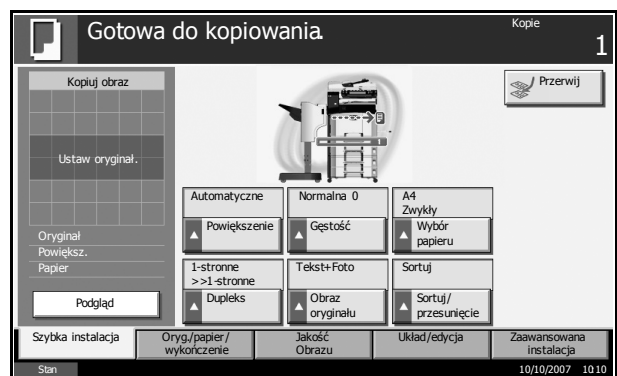 Gotowa do kopiowania.
Kopie
1
Kopiuj obraz
Ustaw oryginał.
Oryginał
Powiększ.
Papier
Podgląd
Przerwij
Automatyczne
Powiększenie
Normalna 0
Gęstość
A4
Zwykły
Wybór
papieru
1-stronne
>>1-stronne
Dupleks
Tekst+Foto
Obraz
oryginału
Sortuj
Sortuj/
przesunięcie
Szybka instalacja
Oryg./papier/
wykończenie
Jakość
Obrazu
Układ/edycja
Zaawansowana
instalacja
Stan
10/10/2007 10:10